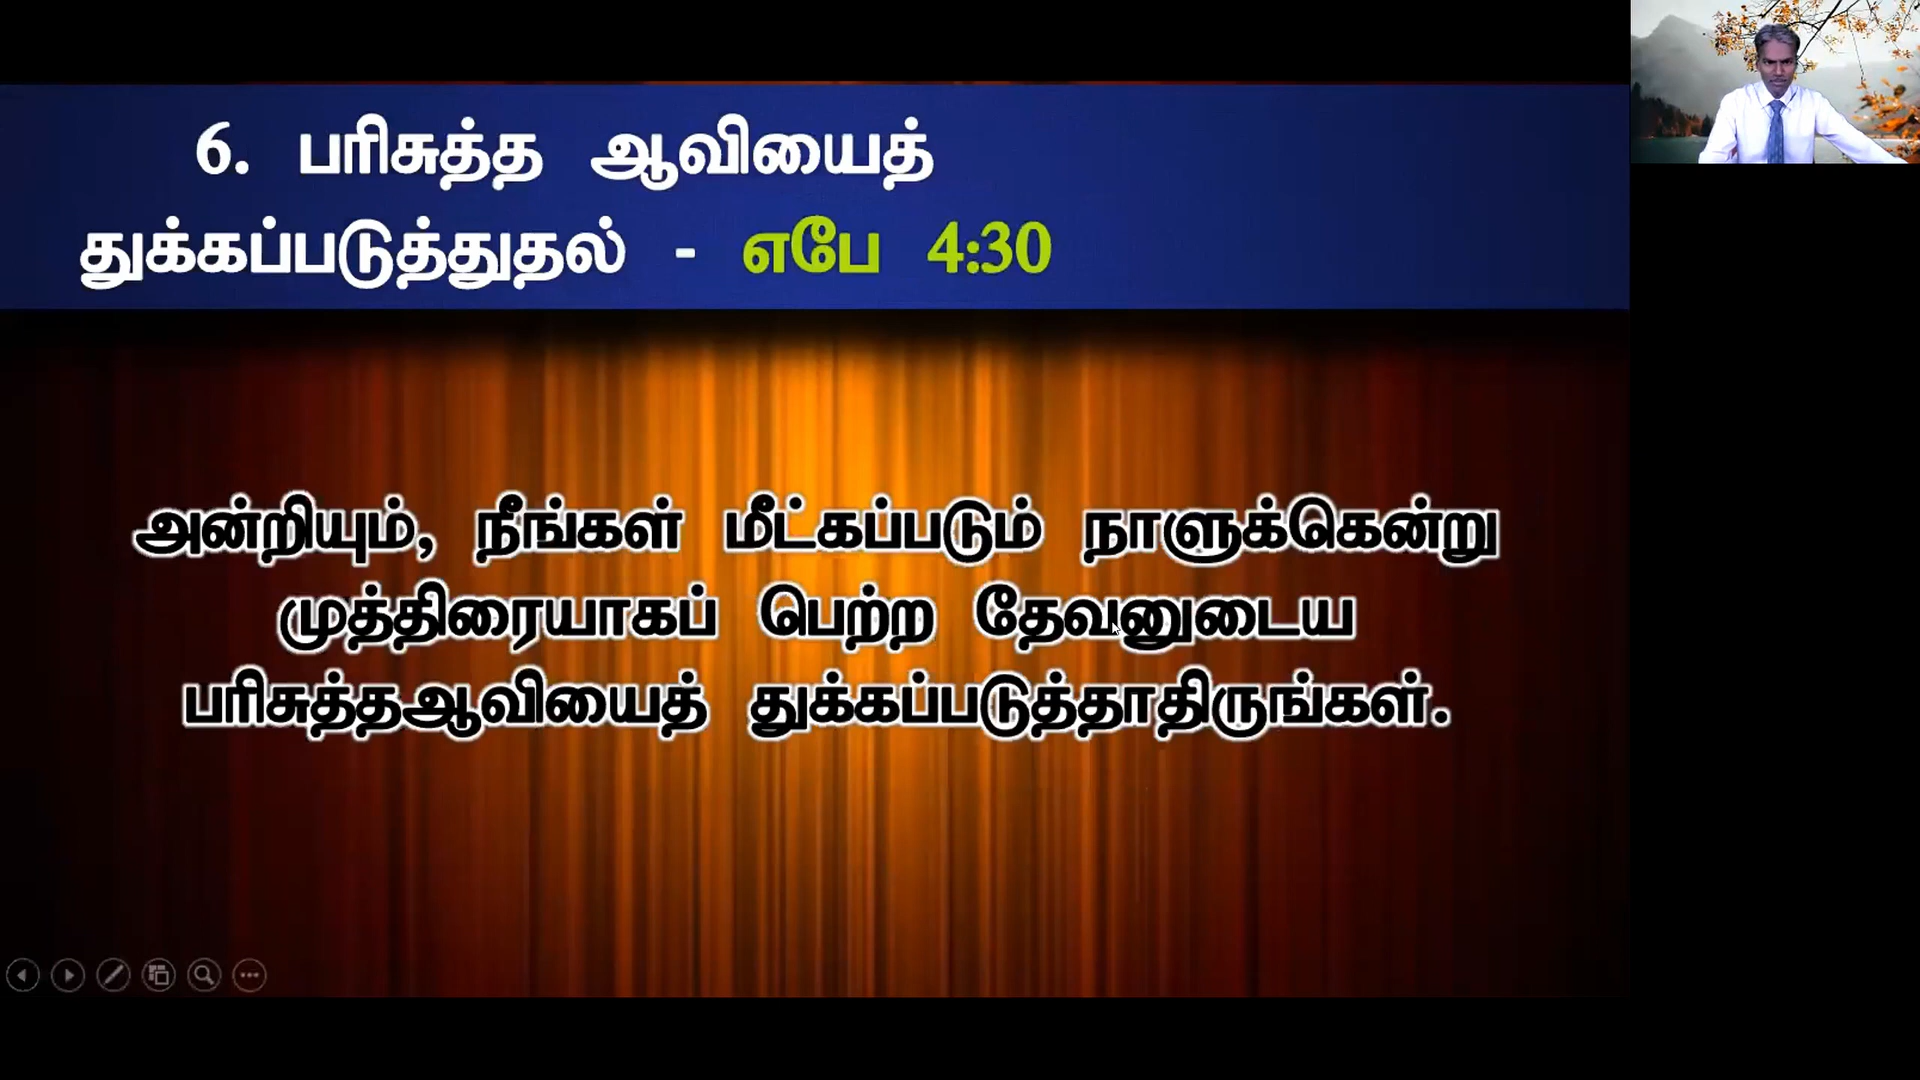 6. பரிசுத்த ஆவியைத்
துக்கப்படுத்துதல் - எபே 4:30
அன்றியும், நீங்கள் மீட்கப்படும் நாளுக்கென்று
முத்திரையாகப் பெற்ற தேவனுடைய
பரிசுத்தஆவியைத் துக்கப்படுத்தாதிருங்கள்.